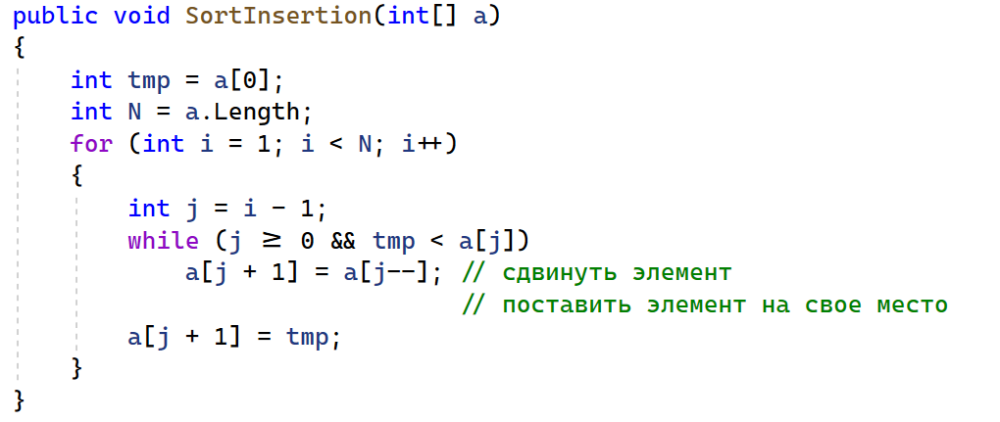 public void SortInsertion(int[] a)
{
int tmp = a[0];
int N = a.Length;
for (int i = 1; i < N; i++)
{
int j = i - 1;
while (j ≥ 0 && tmp < a[j])
a[j + 1] = a[j--]; // сдвинуть элемент
// поставить элемент на свое место
a[j + 1] = tmp;
}
}